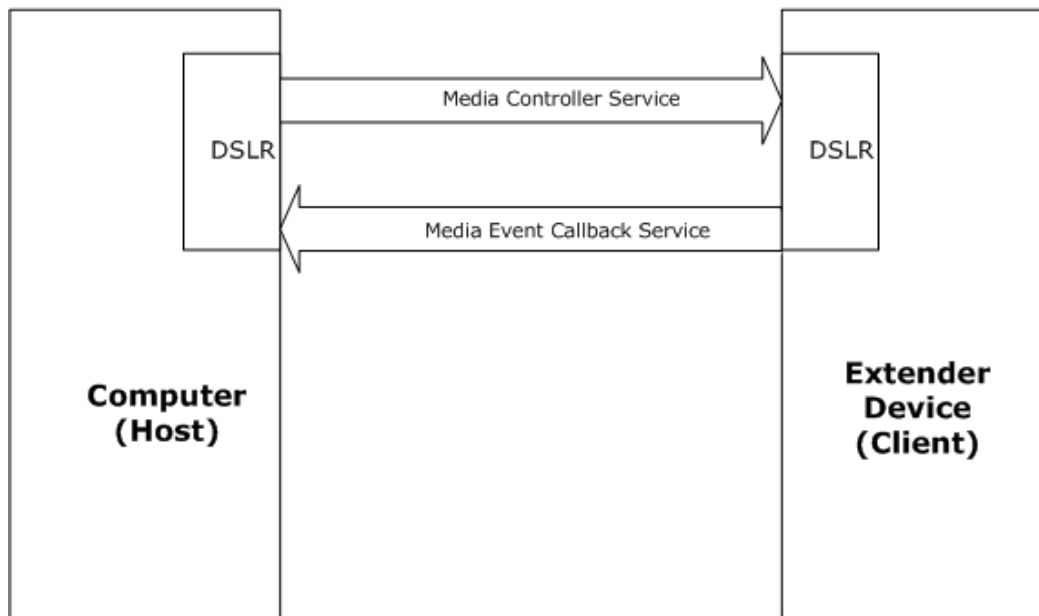 Media Controller Service
DSLR
DSLR
Media Event Callback Service
Computer
(Host)
Extender
Device
(Client)